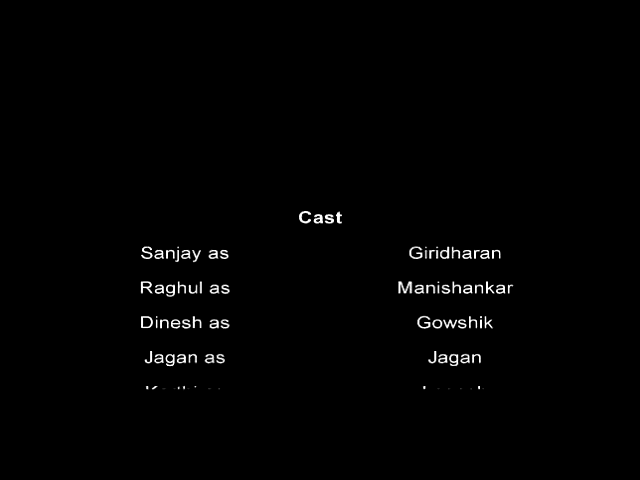 Cast
Sanjay as Giridharan
Raghul as Manishankar
Dinesh as Gowshik
Jagan as Jagan